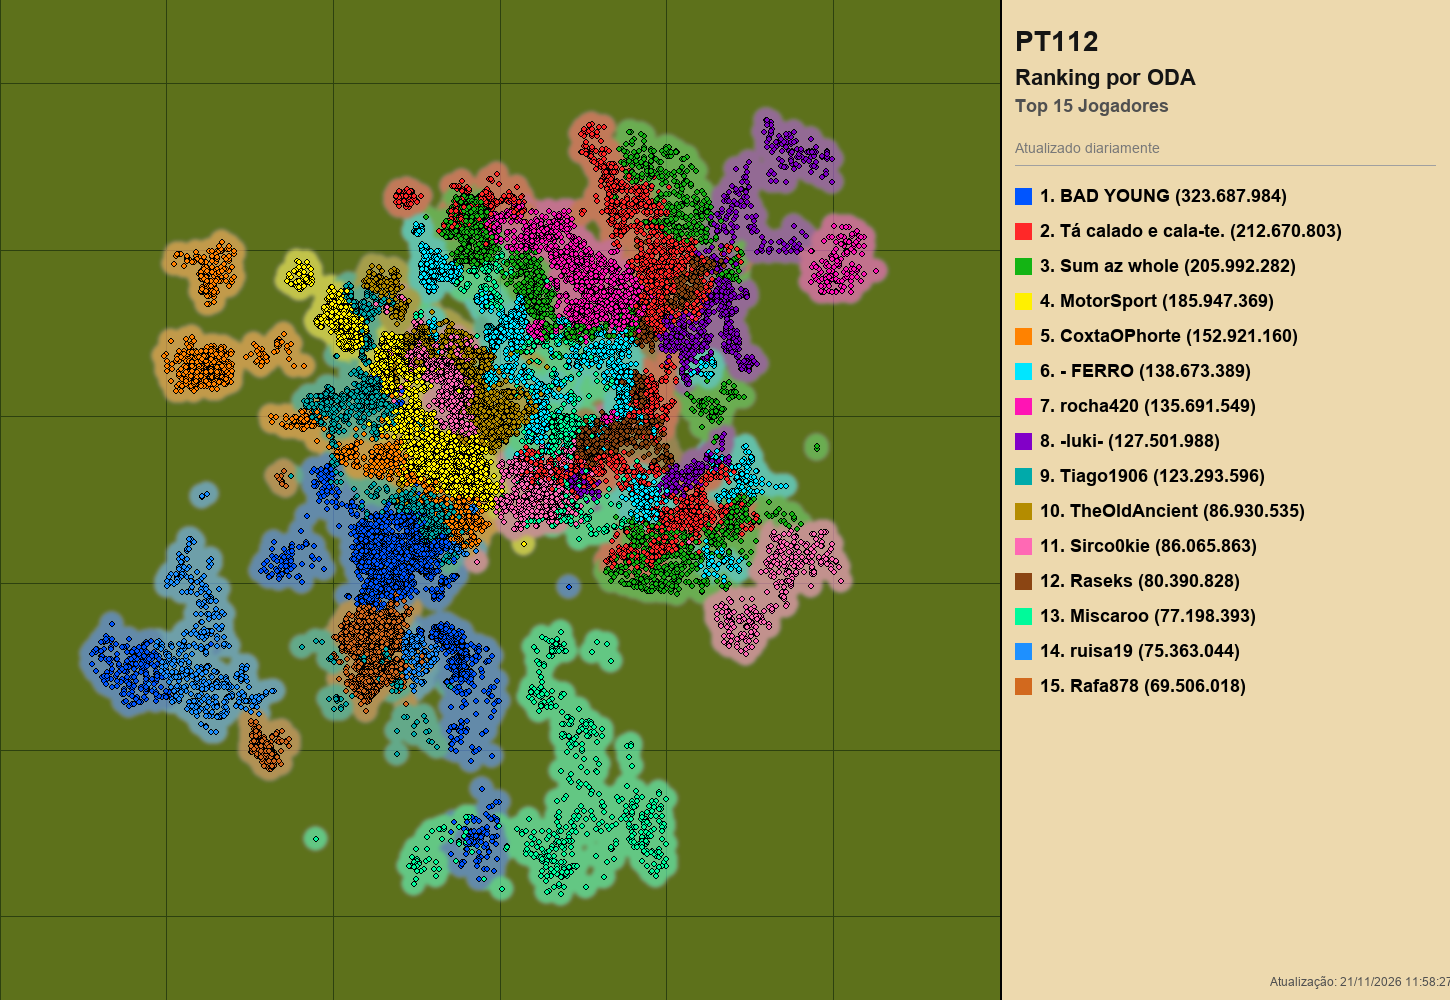 PT112
Ranking por ODA
Top 15 Jogadores
Atualizado diariamente
1. BAD YOUNG (323.687.984)
2. Tá calado e cala-te. (212.670.803)
3. Sum az whole (205.992.282)
4. MotorSport (185.947.369)
5. CoxtaOPhorte (152.921.160)
6. - FERRO (138.673.389)
7. rocha420 (135.691.549)
8. -luki- (127.501.988)
9. Tiago1906 (123.293.596)
10. TheOldAncient (86.930.535)
11. Sirco0kie (86.065.863)
12. Raseks (80.390.828)
13. Miscaroo (77.198.393)
14. ruisa19 (75.363.044)
15. Rafa878 (69.506.018)
Atualização: 21/11/2026 11:58:27